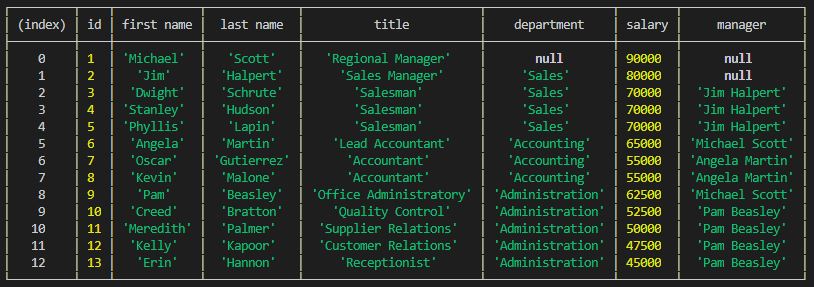 (index) id first name last name title department salary manager
0 1 'Michael' 'Scott' 'Regional Manager' null 90000 null
1 2 'Jim' 'Halpert' 'Sales Manager' 'Sales' 80000 null
2 3 'Dwight' 'Schrute' 'Salesman' 'Sales' 70000 'Jim Halpert'
3 4 'Stanley' 'Hudson' 'Salesman' 'Sales' 70000 'Jim Halpert'
4 5 'Phyllis' 'Lapin' 'Salesman' 'Sales' 70000 'Jim Halpert'
5 6 'Angela' 'Martin' 'Lead Accountant' 'Accounting' 65000 'Michael Scott'
6 7 'Oscar' 'Gutierrez' 'Accountant' 'Accounting' 55000 'Angela Martin'
7 8 'Kevin' 'Malone' 'Accountant' 'Accounting' 55000 'Angela Martin'
8 9 'Pam' 'Beasley' 'Office Administratory' 'Administration' 62500 'Michael Scott'
9 10 'Creed' 'Bratton' 'Quality Control' 'Administration' 52500 'Pam Beasley'
10 11 'Meredith' 'Palmer' 'Supplier Relations' 'Administration' 50000 'Pam Beasley'
11 12 'Kelly' 'Kapoor' 'Customer Relations' 'Administration' 47500 'Pam Beasley'
12 13 'Erin' 'Hannon' 'Receptionist' 'Administration' 45000 'Pam Beasley'